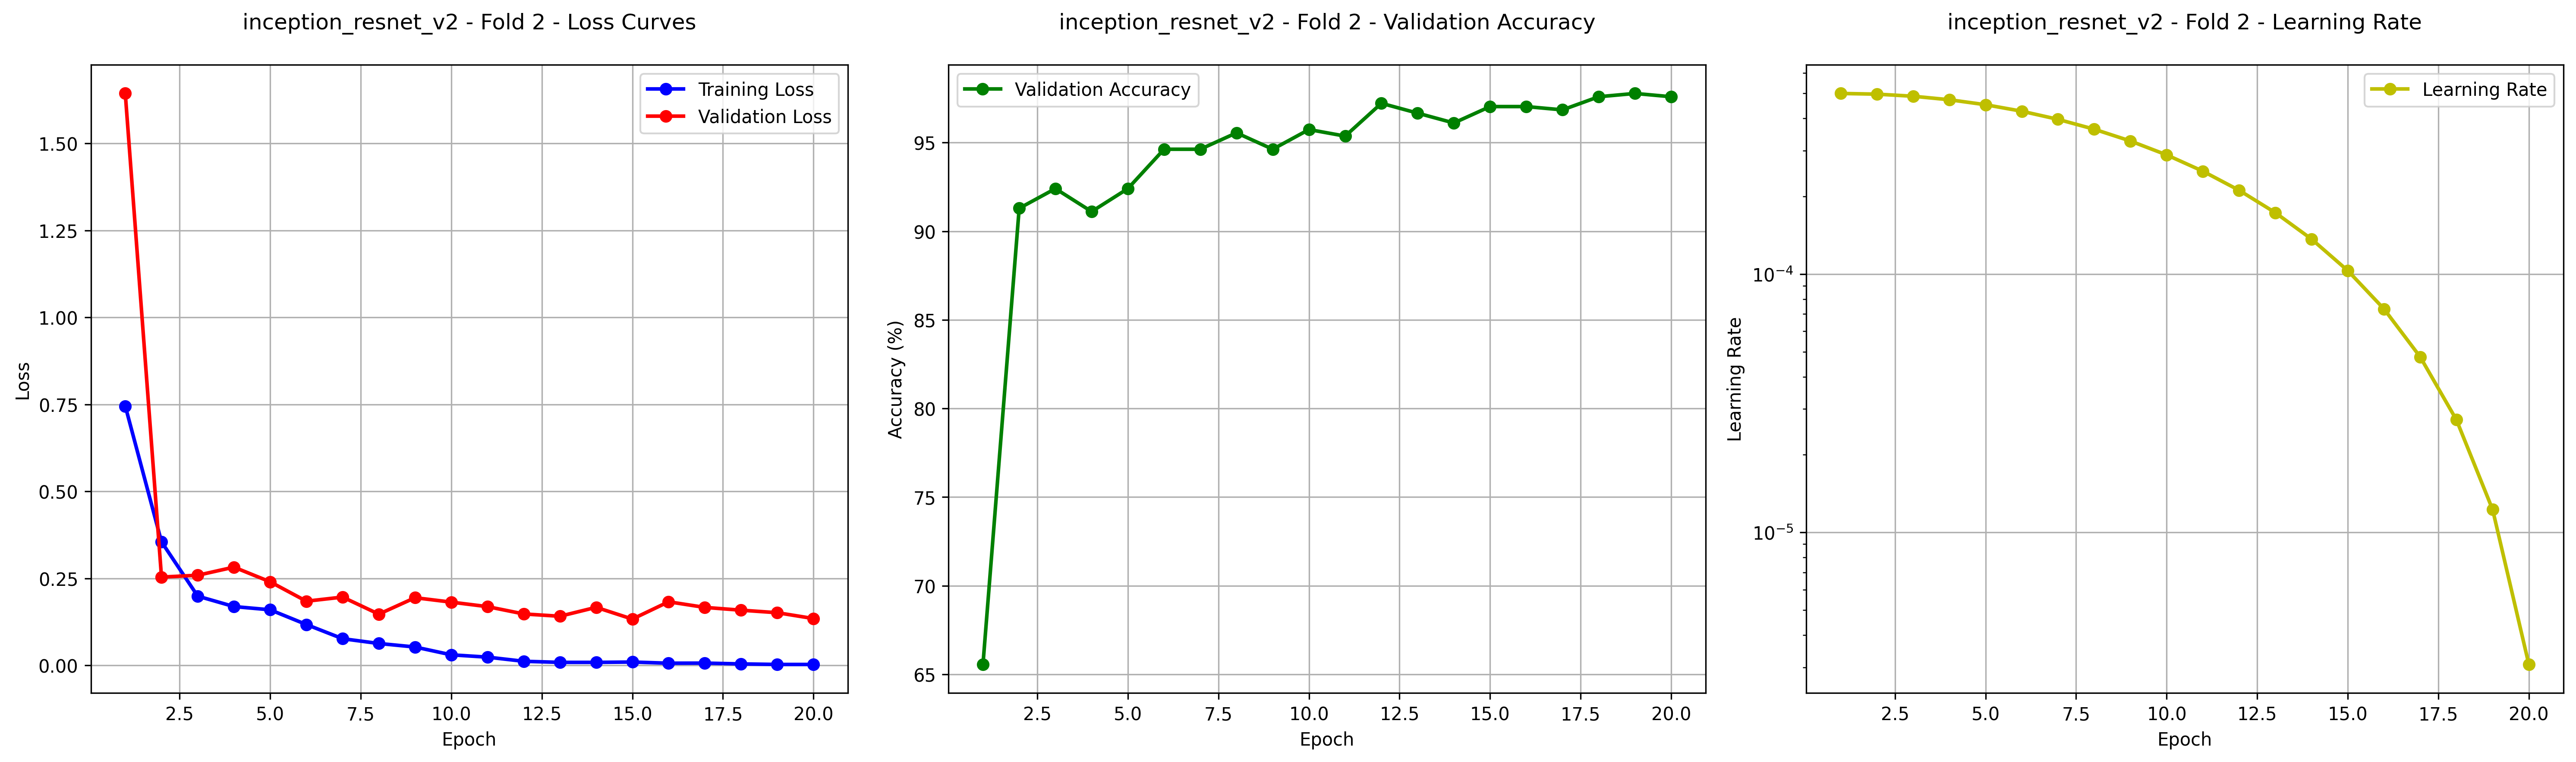 inception_resnet_v2 - Fold 2 - Loss Curves
Training Loss
Validation Loss
1.50
1.25
1.00
0.75
0.50
0.25
0.00
Loss
2.5 5.0 7.5 10.0 12.5 15.0 17.5 20.0
Epoch
inception_resnet_v2 - Fold 2 - Validation Accuracy
Validation Accuracy
95
90
85
80
75
70
65
Accuracy (%)
2.5 5.0 7.5 10.0 12.5 15.0 17.5 20.0
Epoch
inception_resnet_v2 - Fold 2 - Learning Rate
Learning Rate
10⁻⁴
10⁻⁵
Learning Rate
2.5 5.0 7.5 10.0 12.5 15.0 17.5 20.0
Epoch